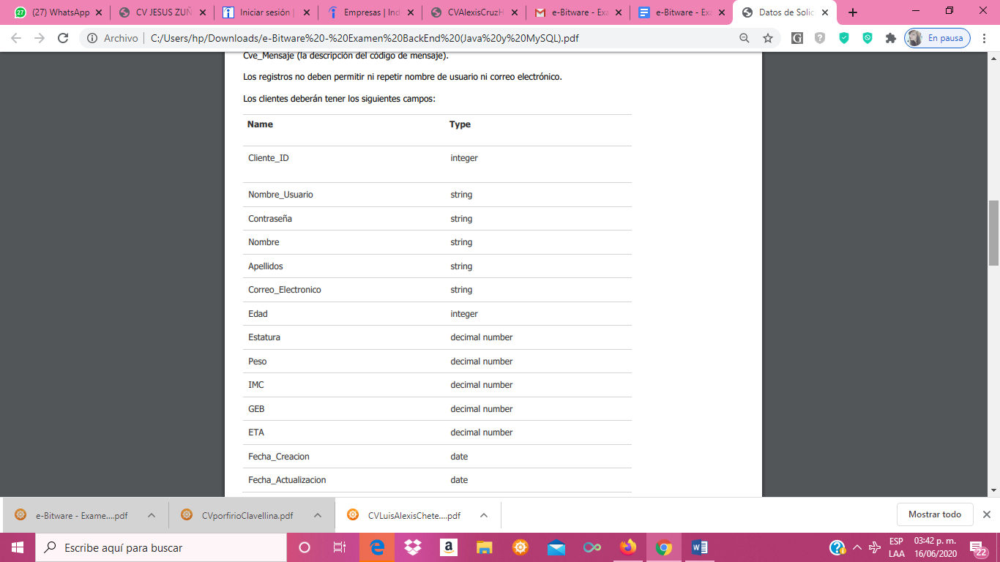 (27) WhatsApp
CV JESUS ZUÑ
Iniciar sesión |
Empresas | Ind
CVAlexisCruzH
e-Bitware - Exa
e-Bitware - Exa
Datos de Solic
Archivo
C:/Users/hp/Downloads/e-Bitware%20-%20Examen%20BackEnd%20(Java%20y%20MySQL).pdf
En pausa
Cve_Mensaje (la descripción del código de mensaje).
Los registros no deben permitir ni repetir nombre de usuario ni correo electrónico.
Los clientes deberán tener los siguientes campos:
Name Type
Cliente_ID integer
Nombre_Usuario string
Contraseña string
Nombre string
Apellidos string
Correo_Electronico string
Edad integer
Estatura decimal number
Peso decimal number
IMC decimal number
GEB decimal number
ETA decimal number
Fecha_Creacion date
Fecha_Actualizacion date
e-Bitware - Exame....pdf
CVporfirioClavellina.pdf
CVLuisAlexisChete....pdf
Mostrar todo
Escribe aquí para buscar
ESP
LAA
03:42 p. m.
16/06/2020
22